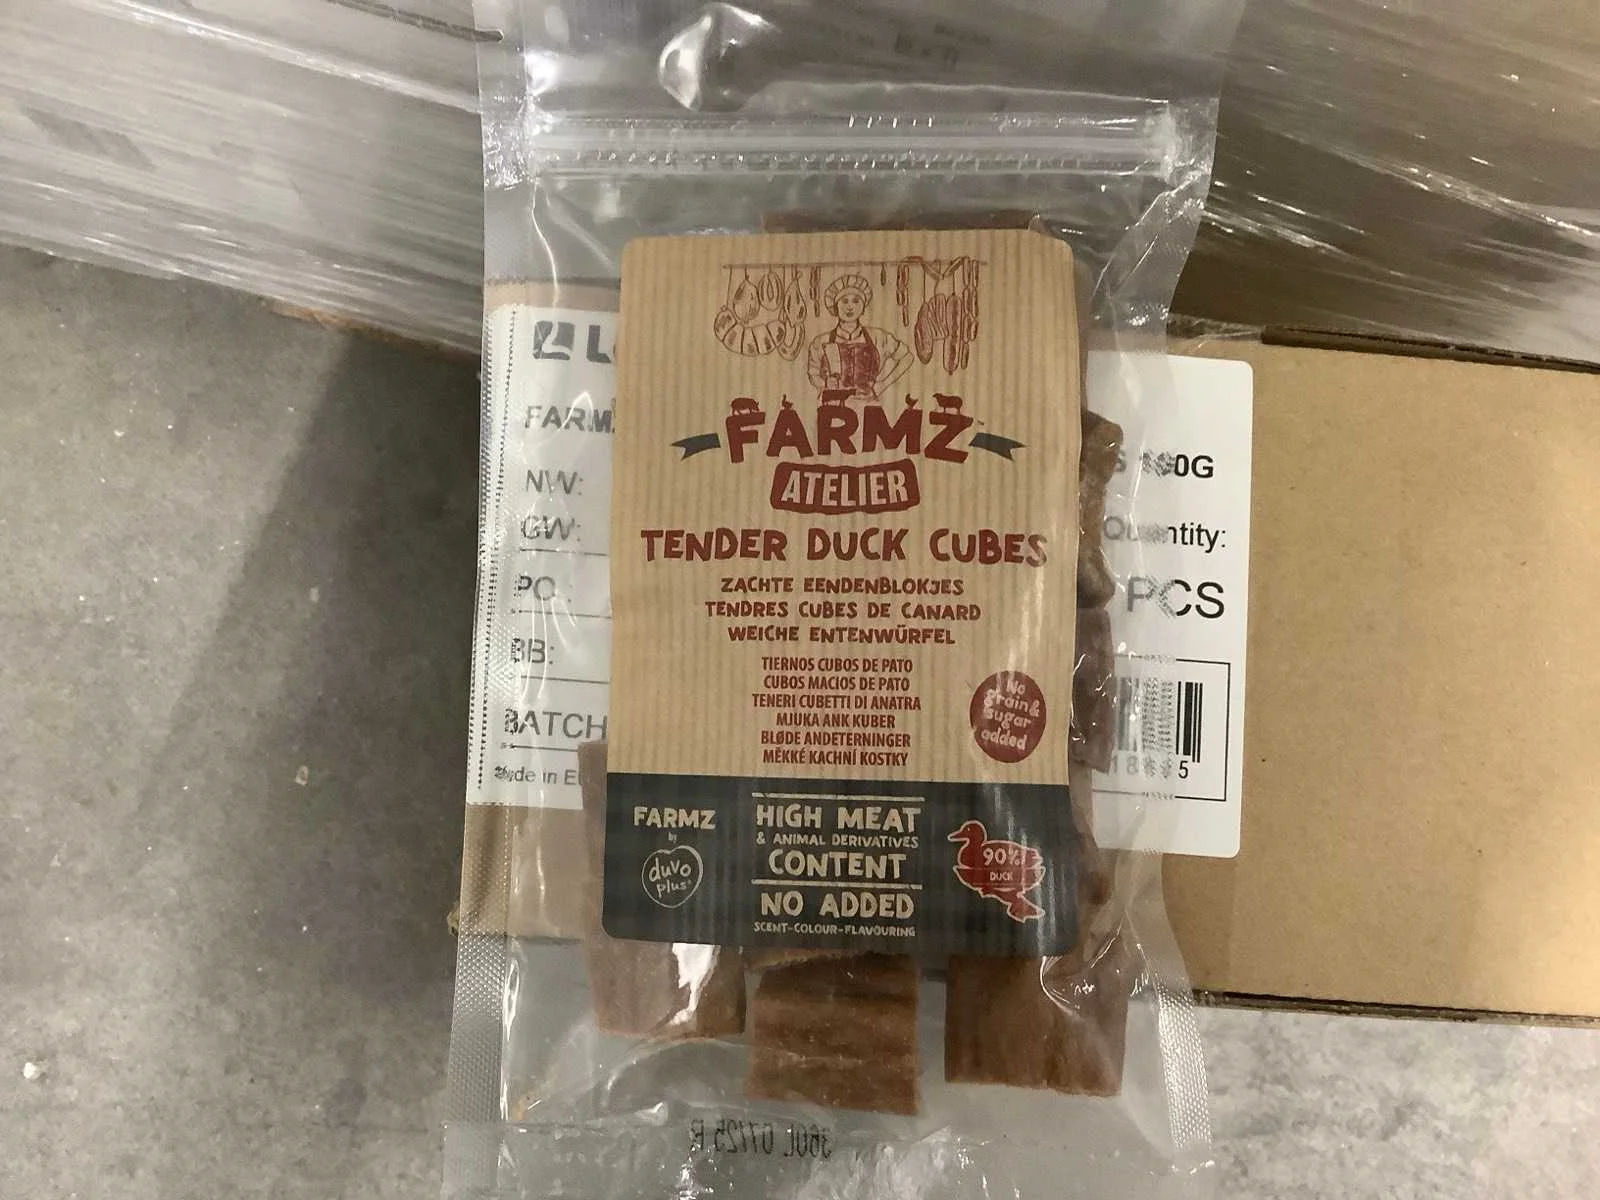 FARMZ
ATELIER
TENDER DUCK CUBES
ZACHTE EENDENBLOKJES
TENDRES CUBES DE CANARD
WEICHE ENTENWÜRFEL
TIERNOS CUBOS DE PATO
CUBOS MACIOS DE PATO
TENERI CUBETTI DI ANATRA
MJUKA ANK KUBER
BLØDE ANDETERNINGER
MĚKKÉ KACHNÍ KOSTKY
No
grain &
sugar
added
FARMZ
by
duvo
plus®
HIGH MEAT
& ANIMAL DERIVATIVES
CONTENT
NO ADDED
SCENT-COLOUR-FLAVOURING
90%
DUCK
NW:
GW:
PO :
BB:
BATCH
Quantity:
PCS
360L 07/25 R